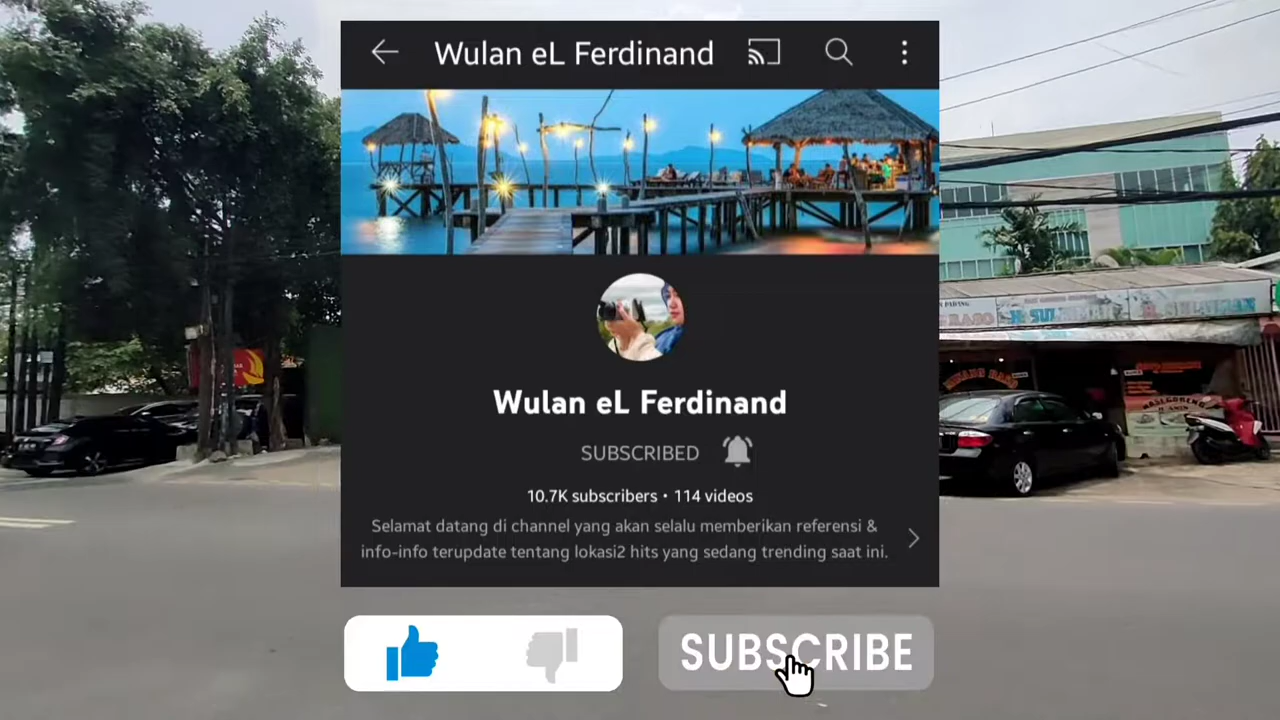 Wulan eL Ferdinand
Wulan eL Ferdinand
SUBSCRIBED
10.7K subscribers • 114 videos
Selamat datang di channel yang akan selalu memberikan referensi &
info-info terupdate tentang lokasi2 hits yang sedang trending saat ini.
SUBSCRIBE